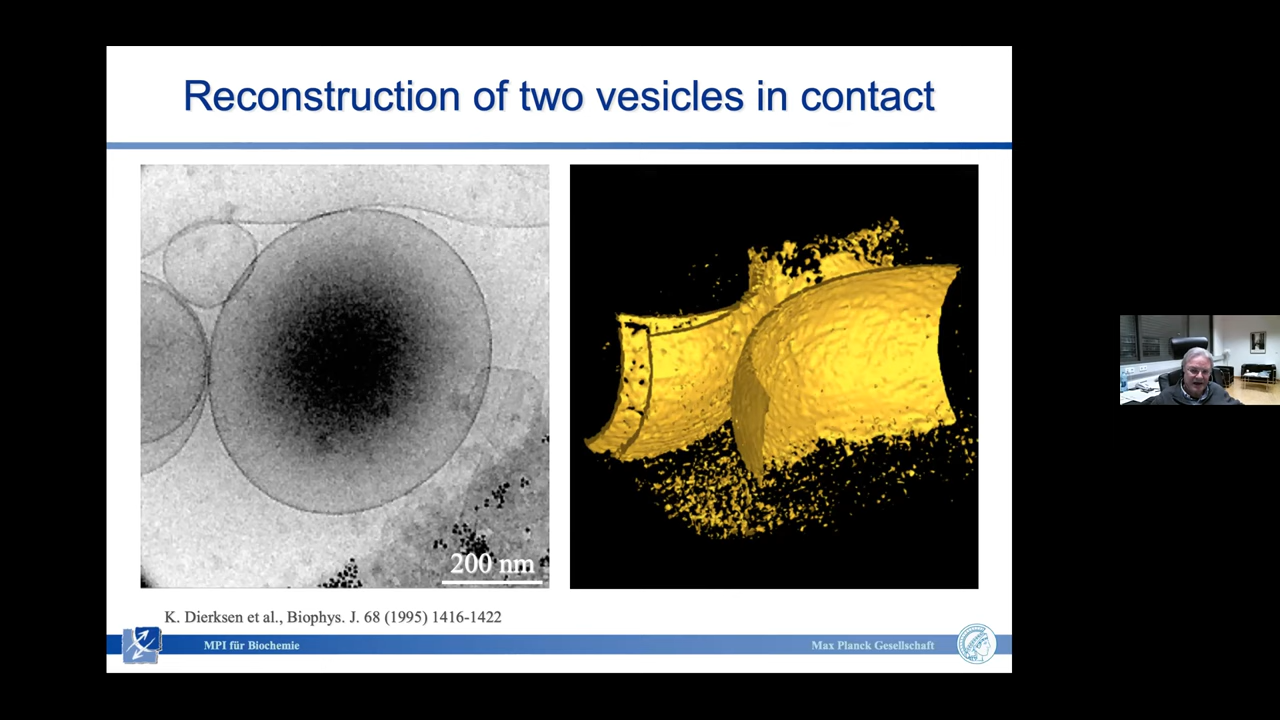 Reconstruction of two vesicles in contact
200 nm
K. Dierksen et al., Biophys. J. 68 (1995) 1416-1422
MPI für Biochemie
Max Planck Gesellschaft